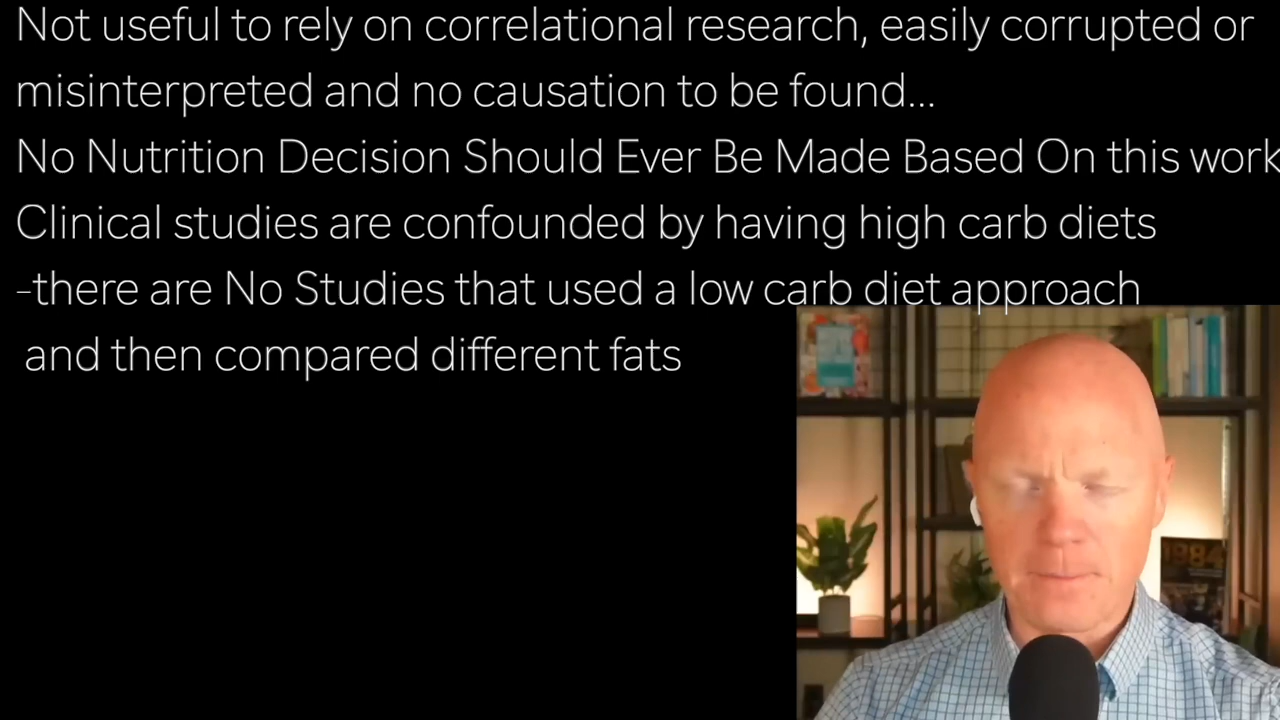 Not useful to rely on correlational research, easily corrupted or
misinterpreted and no causation to be found...
No Nutrition Decision Should Ever Be Made Based On this work
Clinical studies are confounded by having high carb diets
-there are No Studies that used a low carb diet approach
and then compared different fats
1984